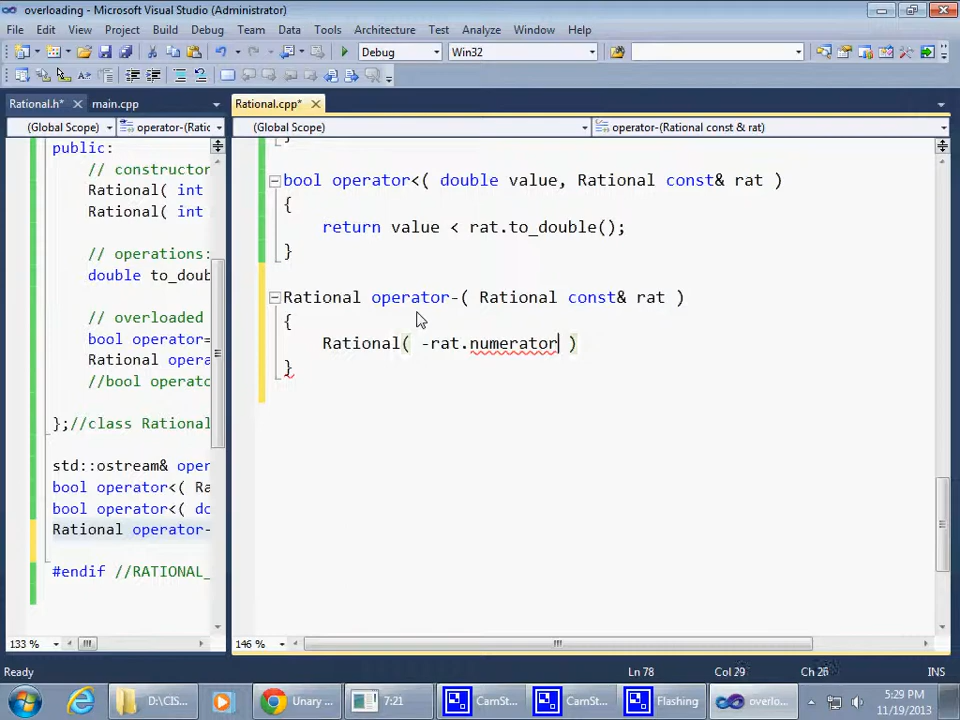 overloading - Microsoft Visual Studio (Administrator)
File Edit View Project Build Debug Team Data Tools Architecture Test Analyze Window Help
Debug Win32
Rational.h* main.cpp Rational.cpp*
(Global Scope) operator-(Ratic (Global Scope) operator-(Rational const & rat)
public:
// constructor
Rational( int
Rational( int
// operations:
double to_doub
// overloaded
bool operator=
Rational opera
//bool operato
};//class Rational
std::ostream& oper
bool operator<( Ra
bool operator<( do
Rational operator-
#endif //RATIONAL_
133 %
}
bool operator<( double value, Rational const& rat )
{
return value < rat.to_double();
}
Rational operator-( Rational const& rat )
{
Rational( -rat.numerator )
}
146 %
Ready Ln 78 Col 29 Ch 26 INS
D:\CIS... Unary ... 7:21 CamSt... CamSt... Flashing overlo...
5:29 PM
11/19/2013